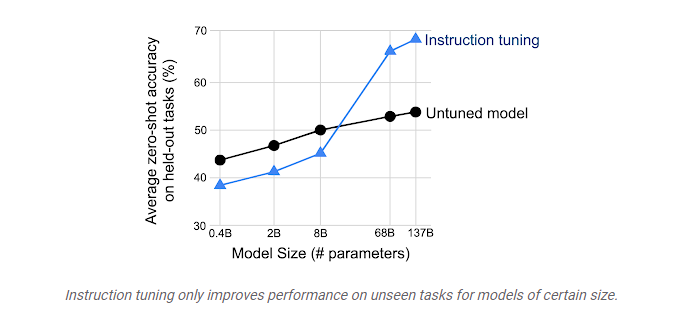 70
60
50
40
30
Average zero-shot accuracy
on held-out tasks (%)
Instruction tuning
Untuned model
0.4B 2B 8B 68B 137B
Model Size (# parameters)
Instruction tuning only improves performance on unseen tasks for models of certain size.